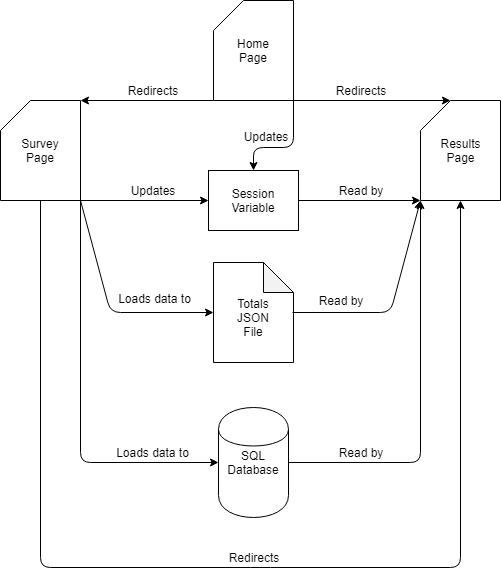 Home
Page
Redirects
Redirects
Survey
Page
Updates
Results
Page
Updates
Session
Variable
Read by
Loads data to
Totals
JSON
File
Read by
Loads data to
SQL
Database
Read by
Redirects